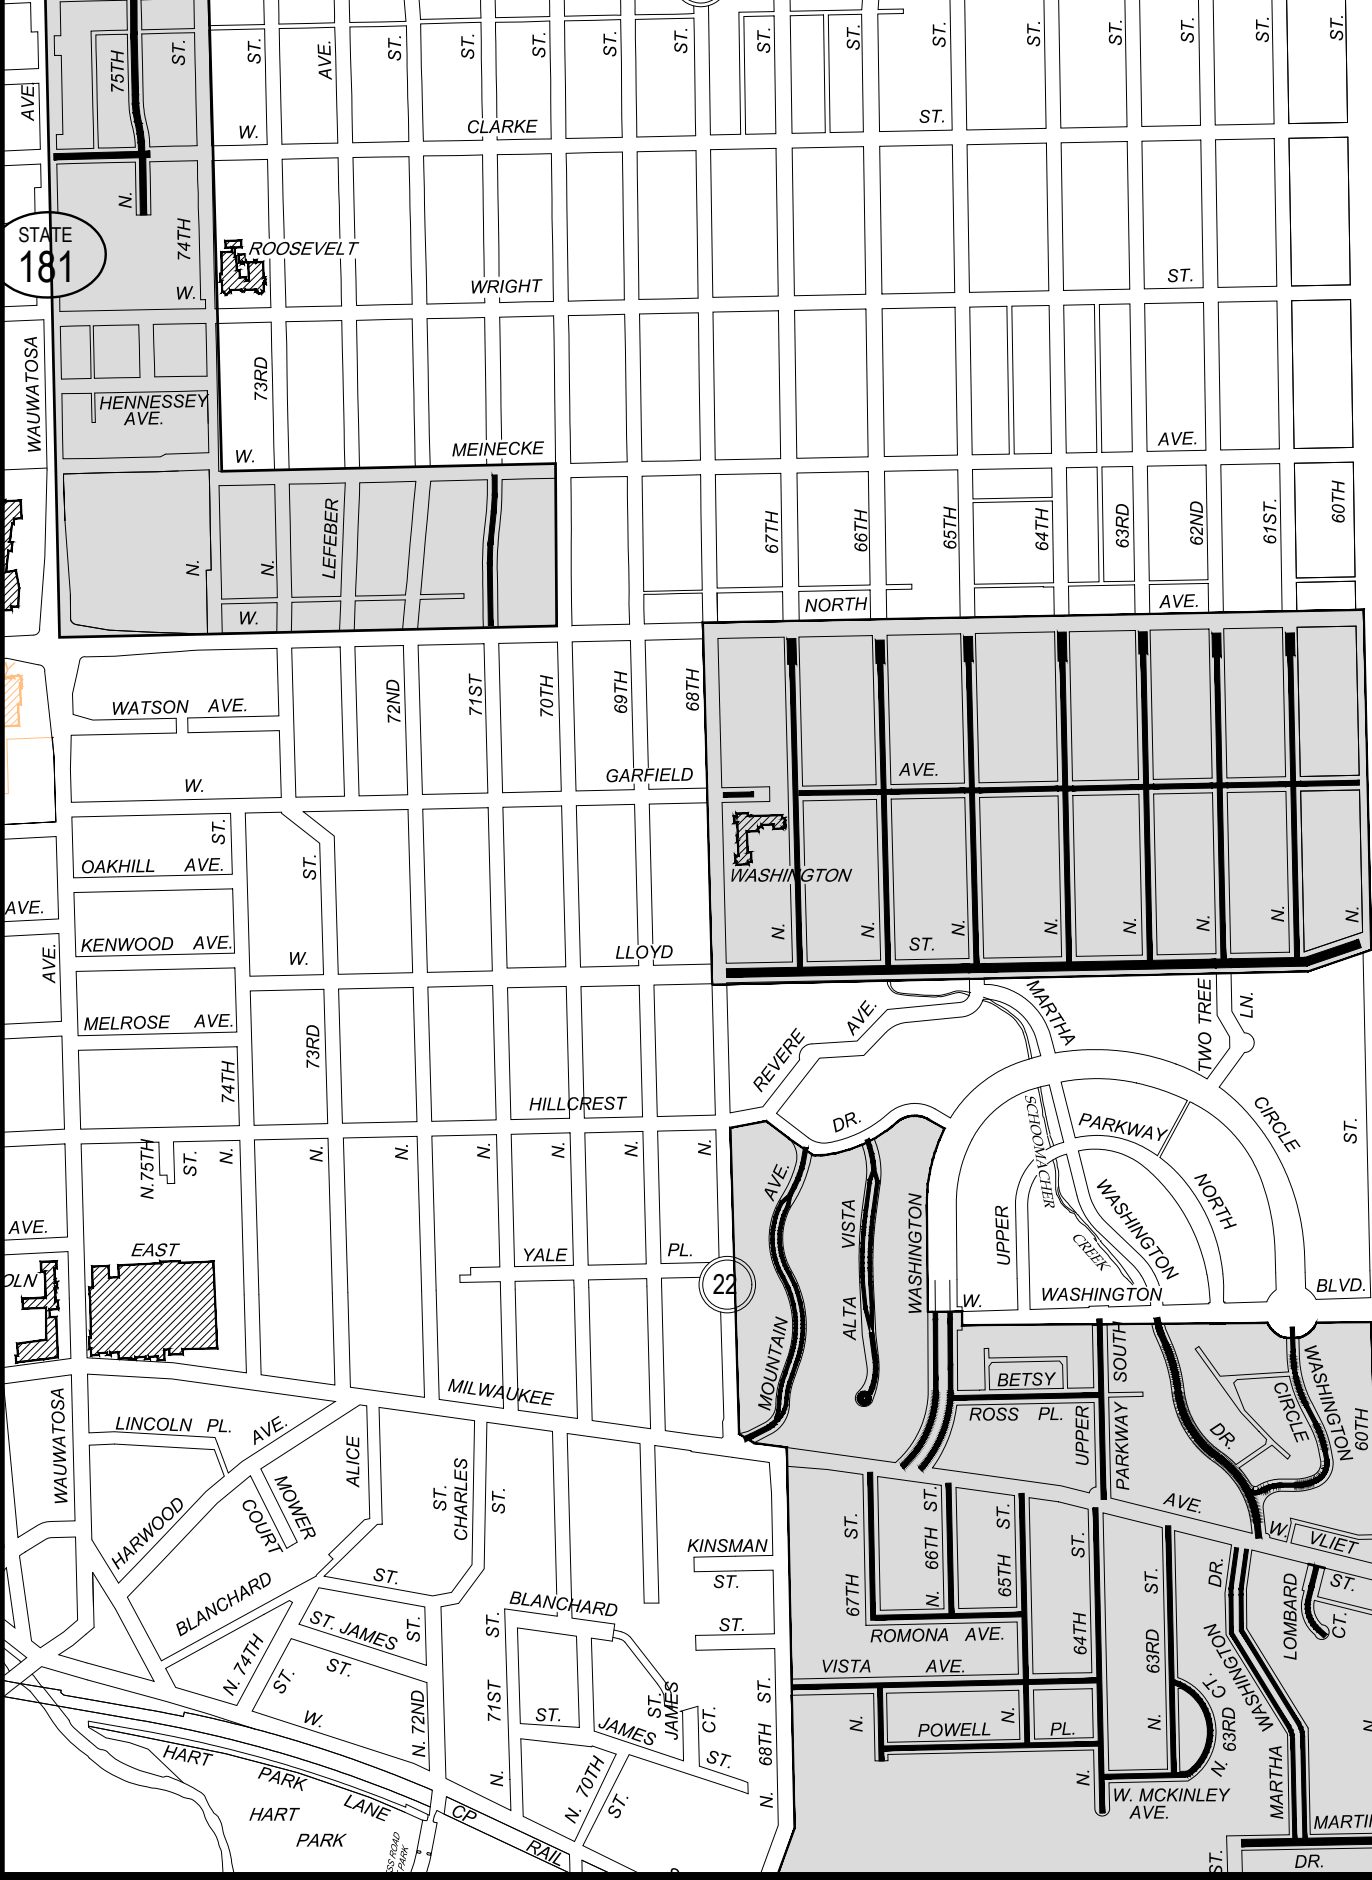 ST.
AVE.
ST.
ST.
ST.
ST.
ST.
ST.
ST.
ST.
ST.
ST.
ST.
ST.
ST.
75TH
ST.
AVE
W.
CLARKE
ST.
N.
STATE
181
74TH
ROOSEVELT
W.
WRIGHT
ST.
WAUWATOSA
73RD
HENNESSEY
AVE.
W.
MEINECKE
AVE.
N.
N.
LEFEBER
67TH
66TH
65TH
64TH
63RD
62ND
61ST.
60TH
W.
NORTH
AVE.
WATSON AVE.
72ND
71ST
70TH
69TH
68TH
W.
GARFIELD
AVE.
ST.
ST.
OAKHILL AVE.
WASHINGTON
AVE.
KENWOOD AVE.
AVE.
W.
LLOYD
ST.
N.
N.
N.
N.
N.
N.
N.
N.
MELROSE AVE.
73RD
74TH
REVERE
AVE.
MARTHA
TWO TREE
LN.
HILLCREST
DR.
SCHOOMACHER
CREEK
PARKWAY
CIRCLE
ST.
N.75TH
ST.
N.
N.
N.
N.
N.
N.
N.
AVE.
EAST
OLN
YALE
PL.
22
AVE.
MOUNTAIN
ALTA VISTA
WASHINGTON
UPPER
WASHINGTON
NORTH
W.
WASHINGTON
BLVD.
WAUWATOSA
LINCOLN PL.
MILWAUKEE
AVE.
HARWOOD
MOWER
COURT
ALICE
ST.
CHARLES
ST.
BETSY
ROSS PL.
SOUTH
UPPER
PARKWAY
DR.
CIRCLE
WASHINGTON
60TH
AVE.
W.
VLIET
ST.
BLANCHARD
ST.
BLANCHARD
KINSMAN
ST.
ST.
67TH
ST.
N. 66TH ST.
65TH
ST.
64TH
ST.
63RD
ST.
DR.
WASHINGTON
LOMBARD
CT.
ST. JAMES
ST.
ST.
ROMONA AVE.
VISTA AVE.
N. 74TH
ST.
ST.
W.
N. 72ND
71ST
N.
ST.
JAMES
ST.
JAMES
CT.
ST.
N. 68TH ST.
N. 70TH
ST.
N.
POWELL
N.
PL.
N.
N.
N. 63RD CT.
MARTHA
WASHINGTON
N
HART
PARK
LANE
HART
PARK
CP
RAIL
W. MCKINLEY
AVE.
MARTI
ST.
DR.